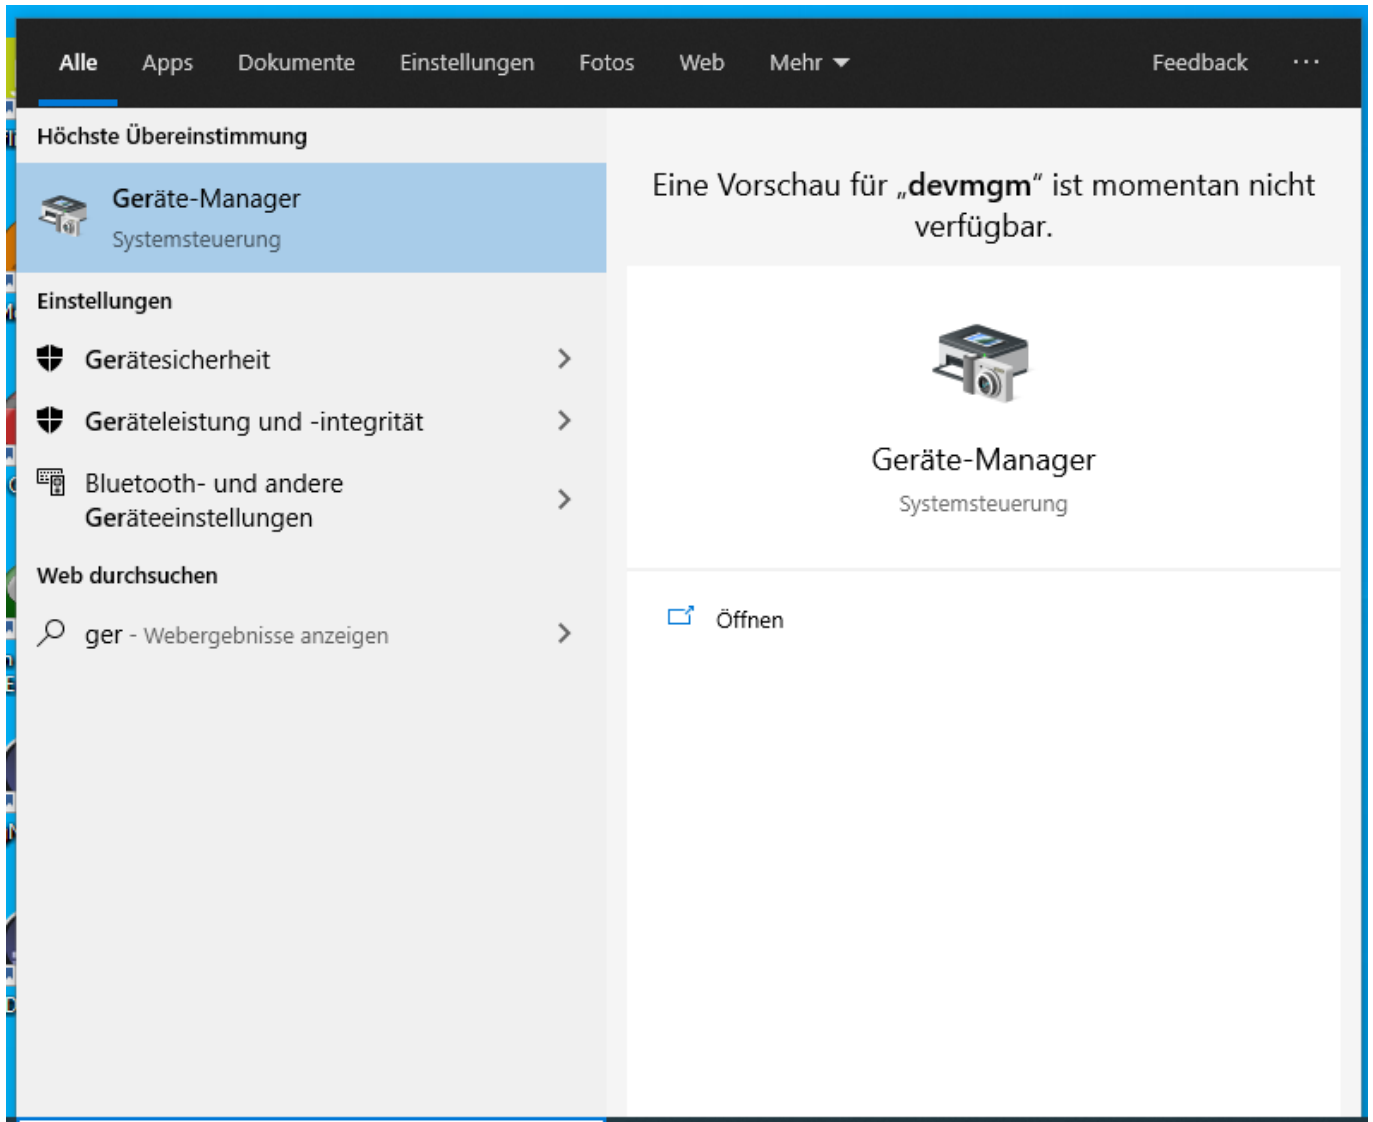 Alle Apps Dokumente Einstellungen Fotos Web Mehr Feedback ...
Höchste Übereinstimmung
Geräte-Manager
Systemsteuerung
Einstellungen
Gerätesicherheit
Geräteleistung und -integrität
Bluetooth- und andere
Geräteeinstellungen
Web durchsuchen
ger - Webergebnisse anzeigen
Eine Vorschau für „devmgm“ ist momentan nicht
verfügbar.
Geräte-Manager
Systemsteuerung
Öffnen